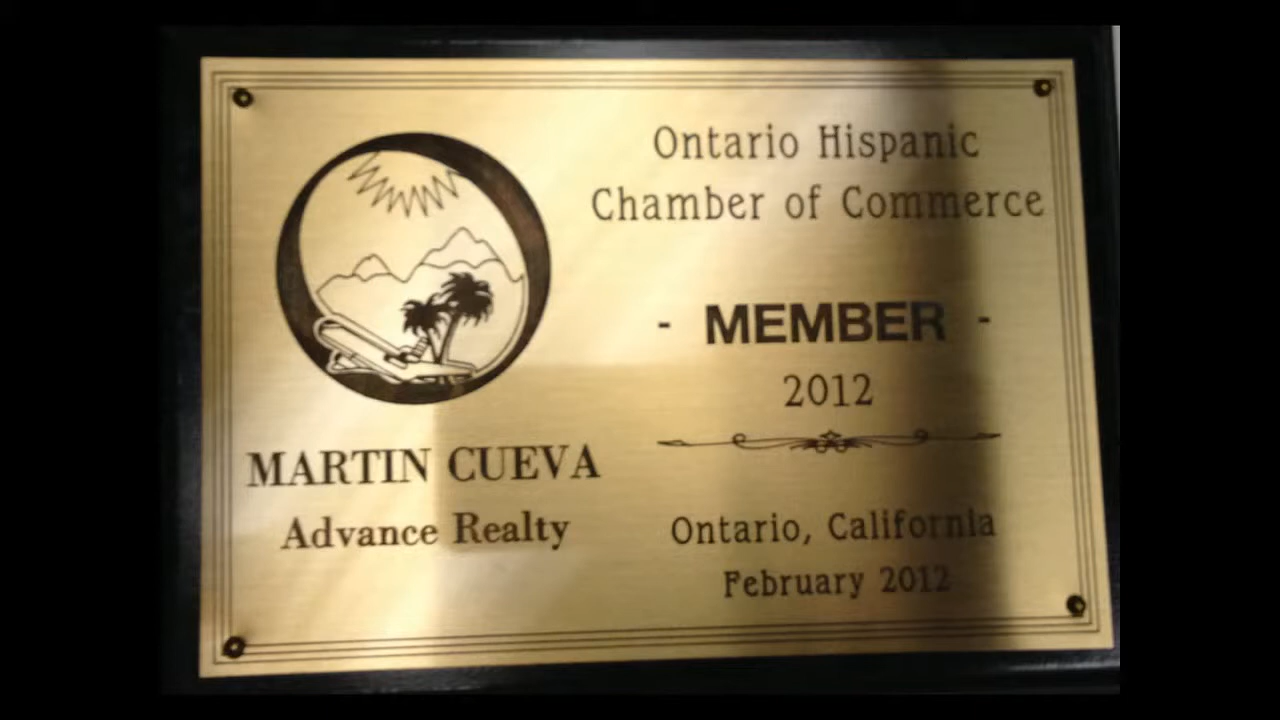 Ontario Hispanic
Chamber of Commerce
- MEMBER -
2012
MARTIN CUEVA
Advance Realty
Ontario, California
February 2012